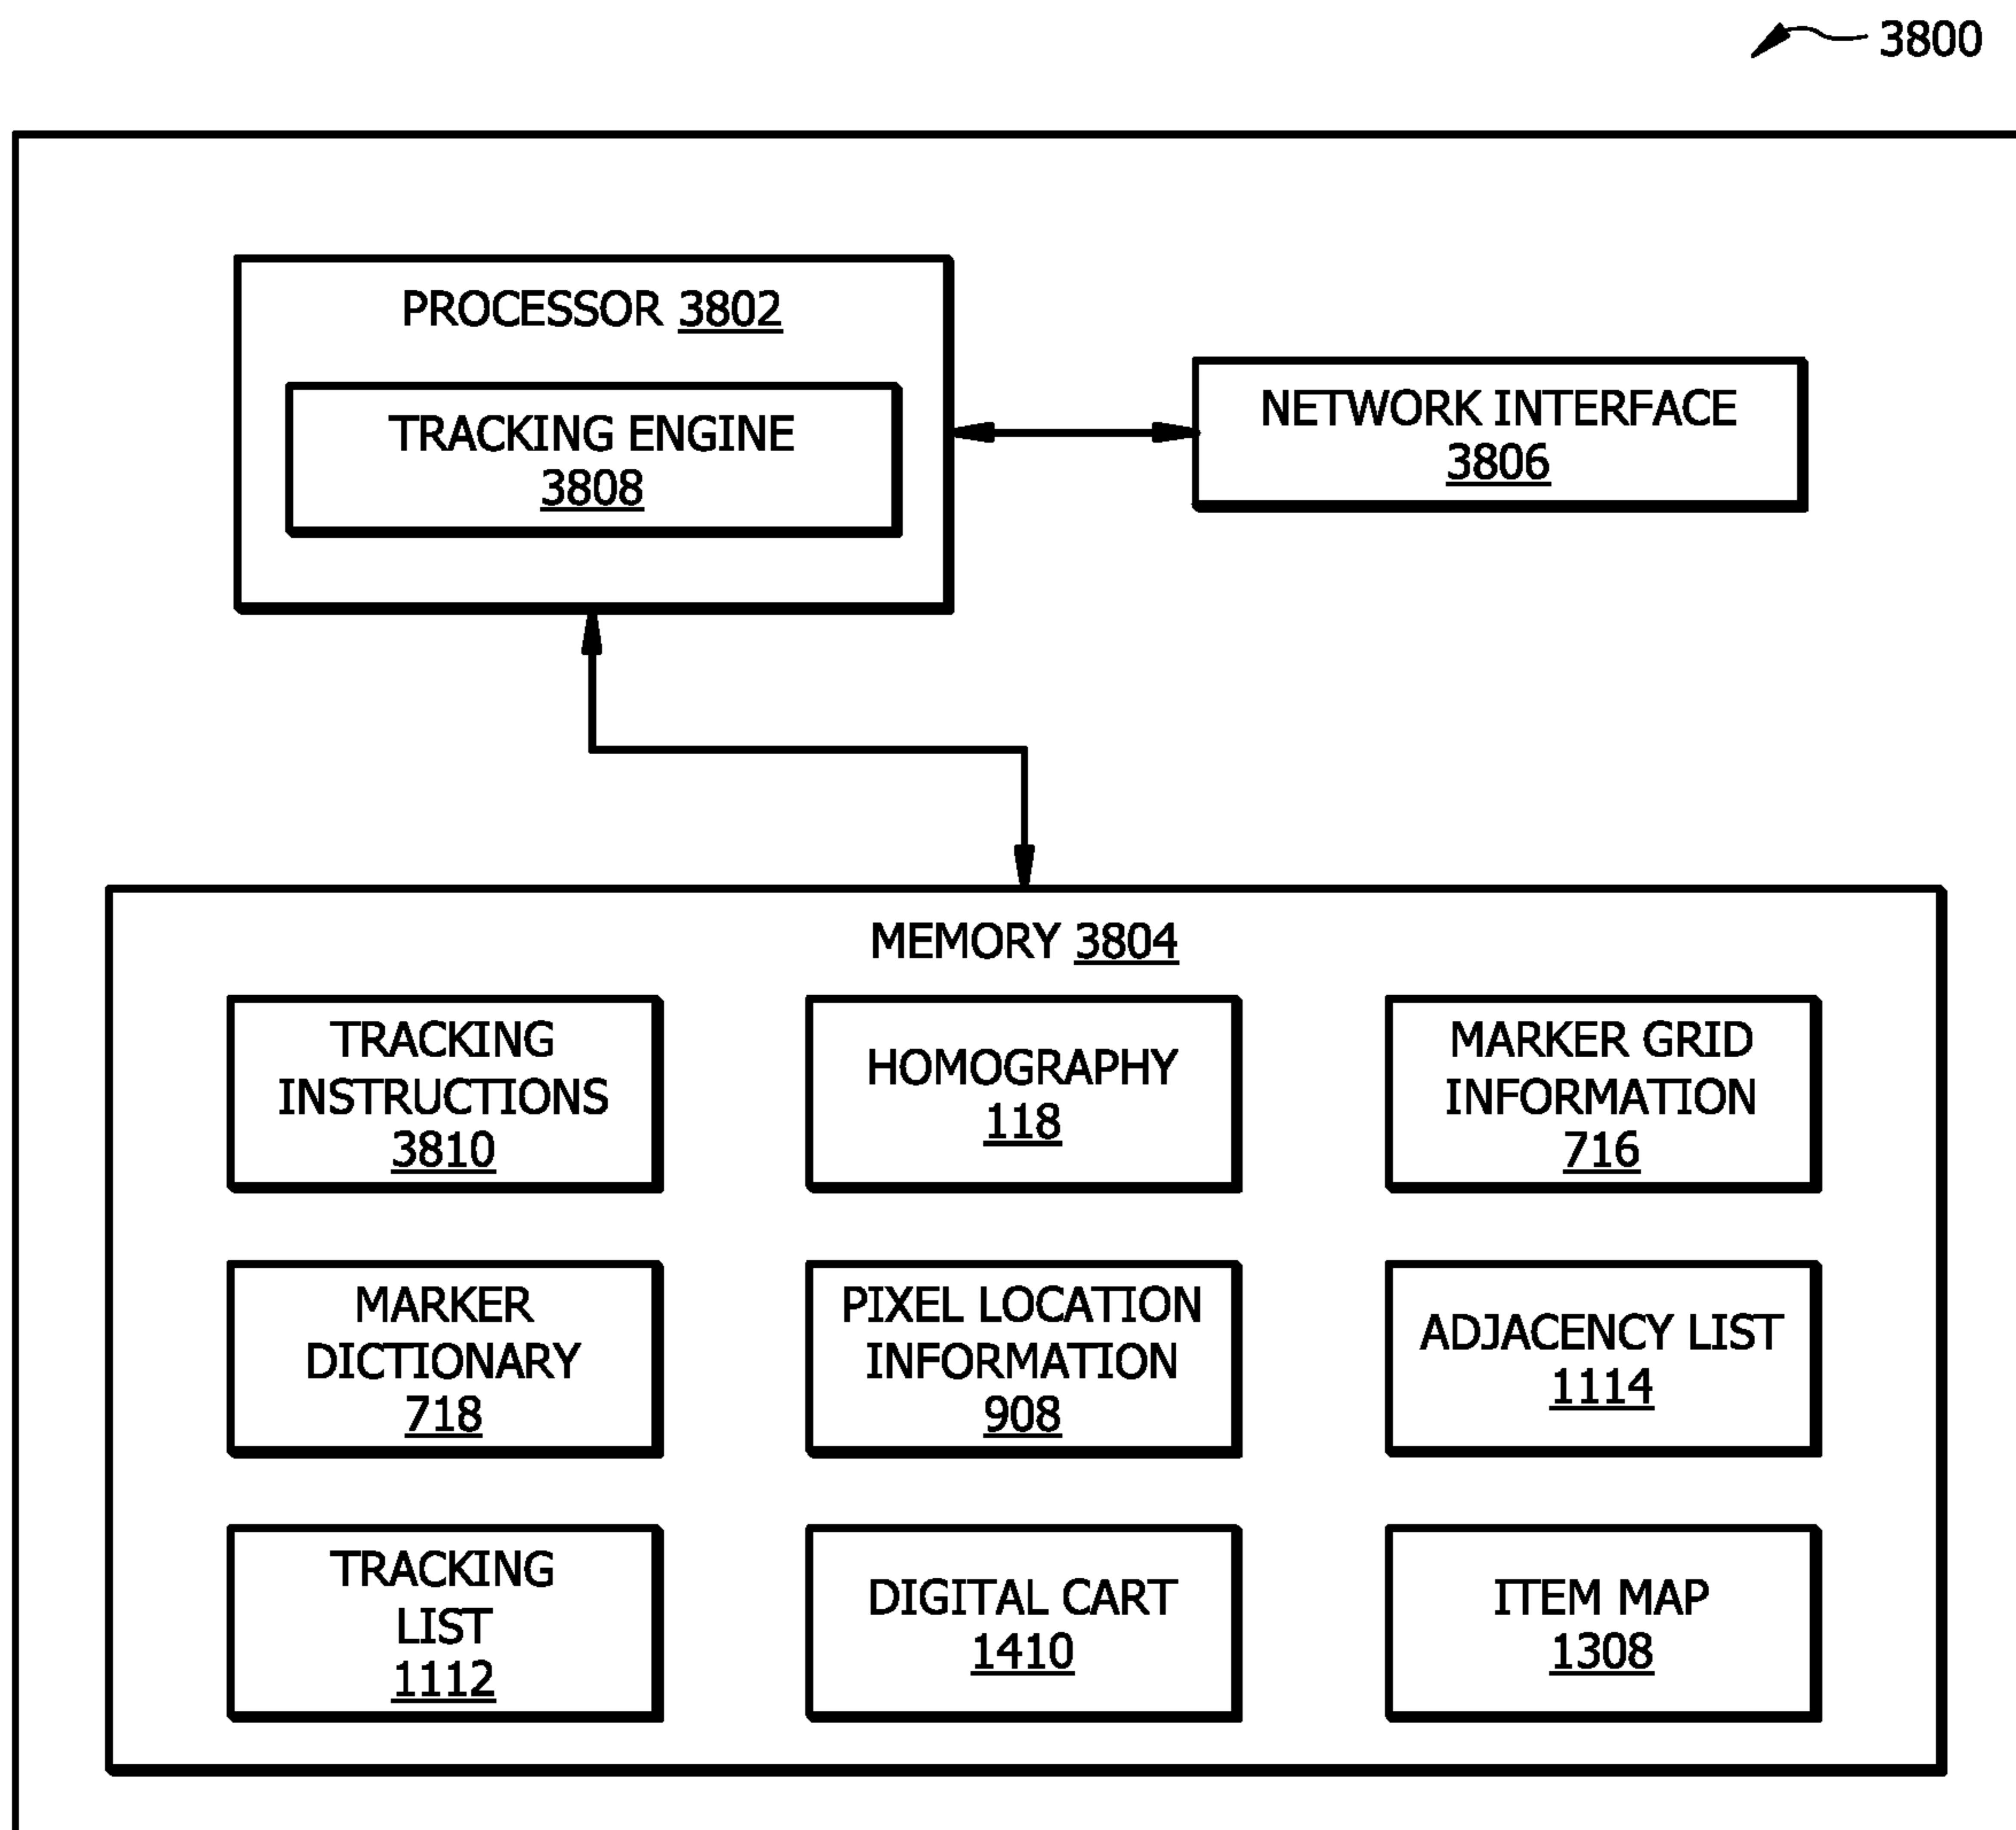 3800
PROCESSOR 3802
TRACKING ENGINE
3808
NETWORK INTERFACE
3806
MEMORY 3804
TRACKING
INSTRUCTIONS
3810
HOMOGRAPHY
118
MARKER GRID
INFORMATION
716
MARKER
DICTIONARY
718
PIXEL LOCATION
INFORMATION
908
ADJACENCY LIST
1114
TRACKING
LIST
1112
DIGITAL CART
1410
ITEM MAP
1308